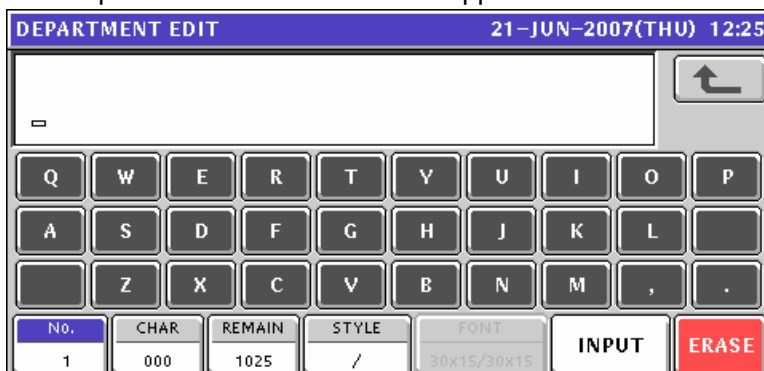 DEPARTMENT EDIT 21-JUN-2007(THU) 12:25
Q W E R T Y U I O P
A S D F G H J K L
Z X C V B N M , .
No. CHAR REMAIN STYLE FONT INPUT ERASE
1 000 1025 / 30x15/30x15